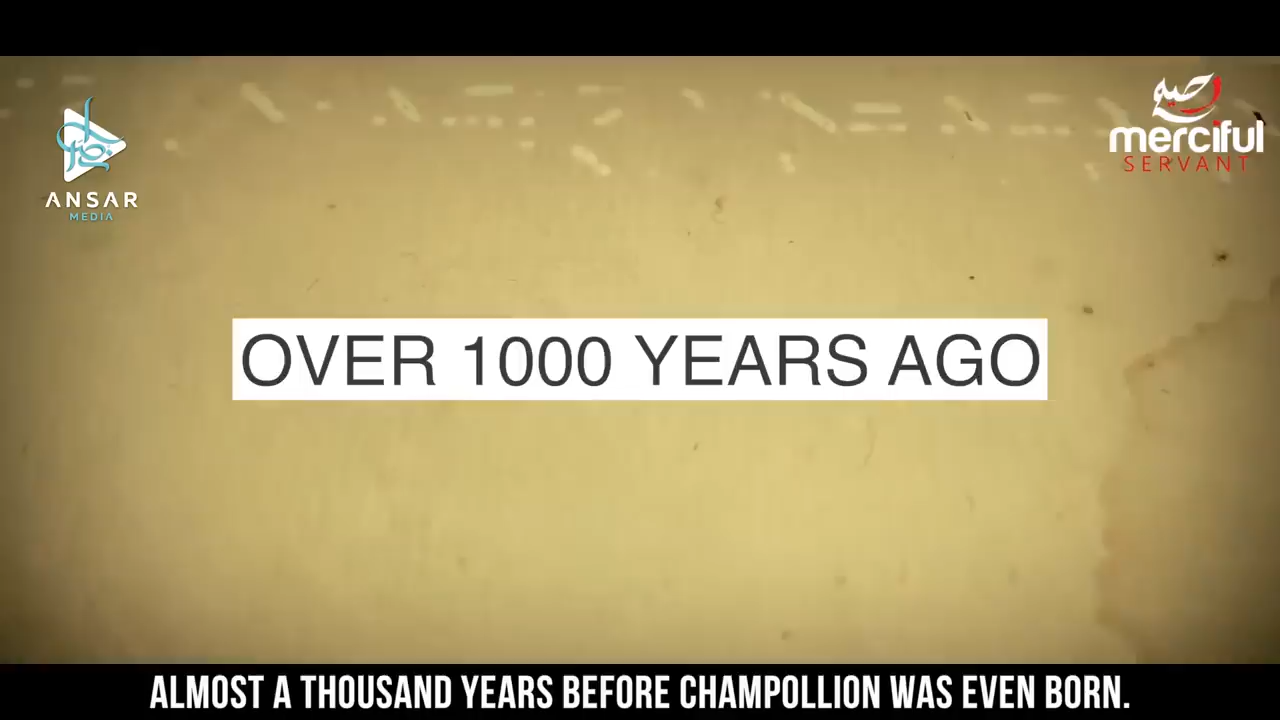 ANSAR
MEDIA
merciful
SERVANT
OVER 1000 YEARS AGO
ALMOST A THOUSAND YEARS BEFORE CHAMPOLLION WAS EVEN BORN.